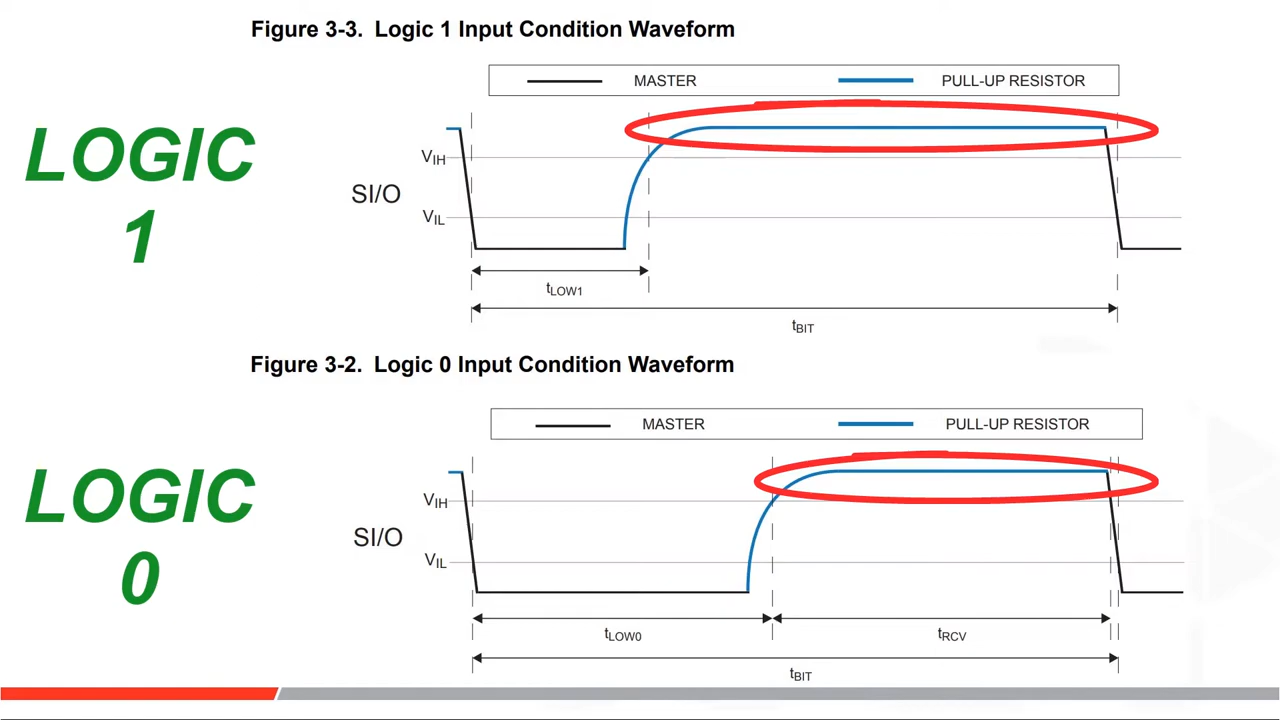 Figure 3-3. Logic 1 Input Condition Waveform
MASTER PULL-UP RESISTOR
LOGIC
1
VIH
SI/O
VIL
tLOW1
tBIT
Figure 3-2. Logic 0 Input Condition Waveform
MASTER PULL-UP RESISTOR
LOGIC
0
VIH
SI/O
VIL
tLOW0 tRCV
tBIT